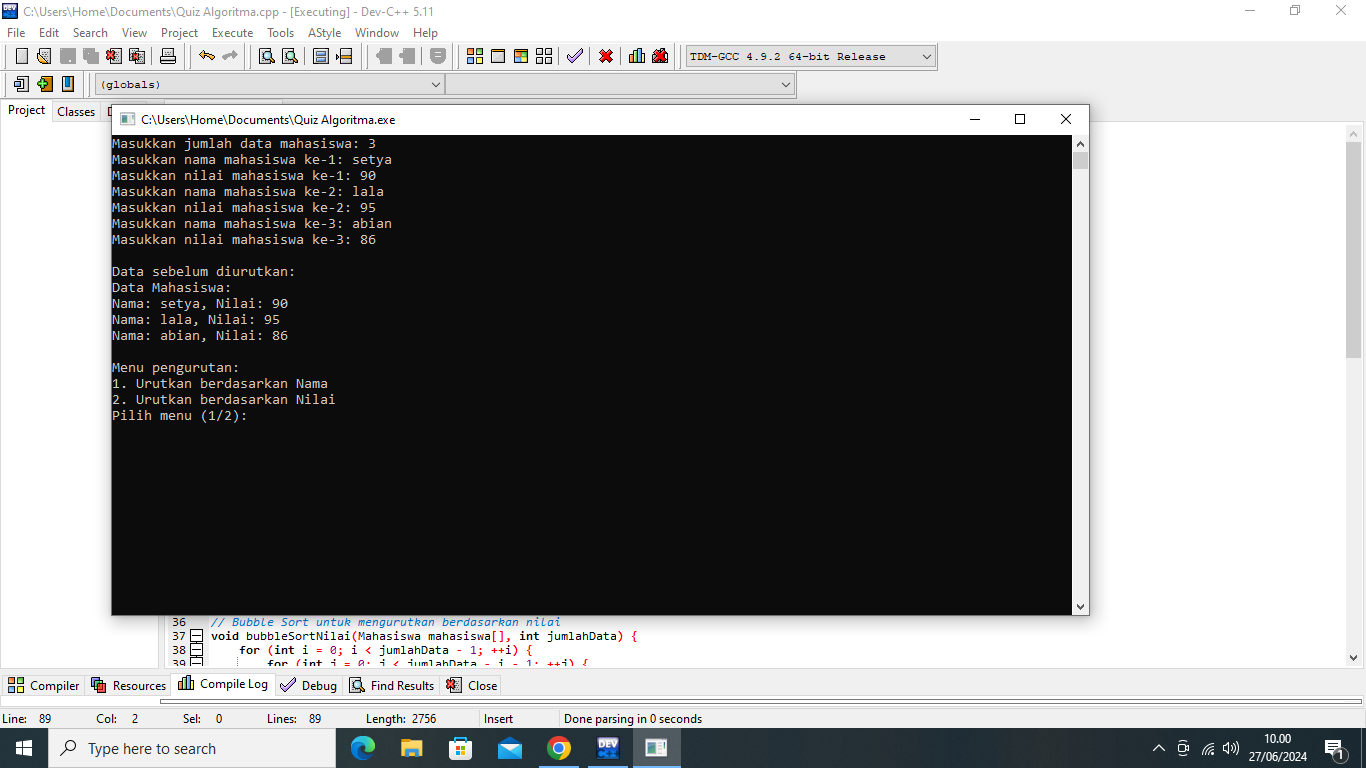 C:\Users\Home\Documents\Quiz Algoritma.cpp - [Executing] - Dev-C++ 5.11
File Edit Search View Project Execute Tools AStyle Window Help
TDM-GCC 4.9.2 64-bit Release
(globals)
Project Classes
C:\Users\Home\Documents\Quiz Algoritma.exe
Masukkan jumlah data mahasiswa: 3
Masukkan nama mahasiswa ke-1: setya
Masukkan nilai mahasiswa ke-1: 90
Masukkan nama mahasiswa ke-2: lala
Masukkan nilai mahasiswa ke-2: 95
Masukkan nama mahasiswa ke-3: abian
Masukkan nilai mahasiswa ke-3: 86
Data sebelum diurutkan:
Data Mahasiswa:
Nama: setya, Nilai: 90
Nama: lala, Nilai: 95
Nama: abian, Nilai: 86
Menu pengurutan:
1. Urutkan berdasarkan Nama
2. Urutkan berdasarkan Nilai
Pilih menu (1/2):
36 // Bubble Sort untuk mengurutkan berdasarkan nilai
37 void bubbleSortNilai(Mahasiswa mahasiswa[], int jumlahData) {
38 for (int i = 0; i < jumlahData - 1; ++i) {
39 for (int j = 0; j < jumlahData - i - 1; ++j) {
Compiler Resources Compile Log Debug Find Results Close
Line: 89 Col: 2 Sel: 0 Lines: 89 Length: 2756 Insert Done parsing in 0 seconds
Type here to search
DEV
10.00
27/06/2024
1